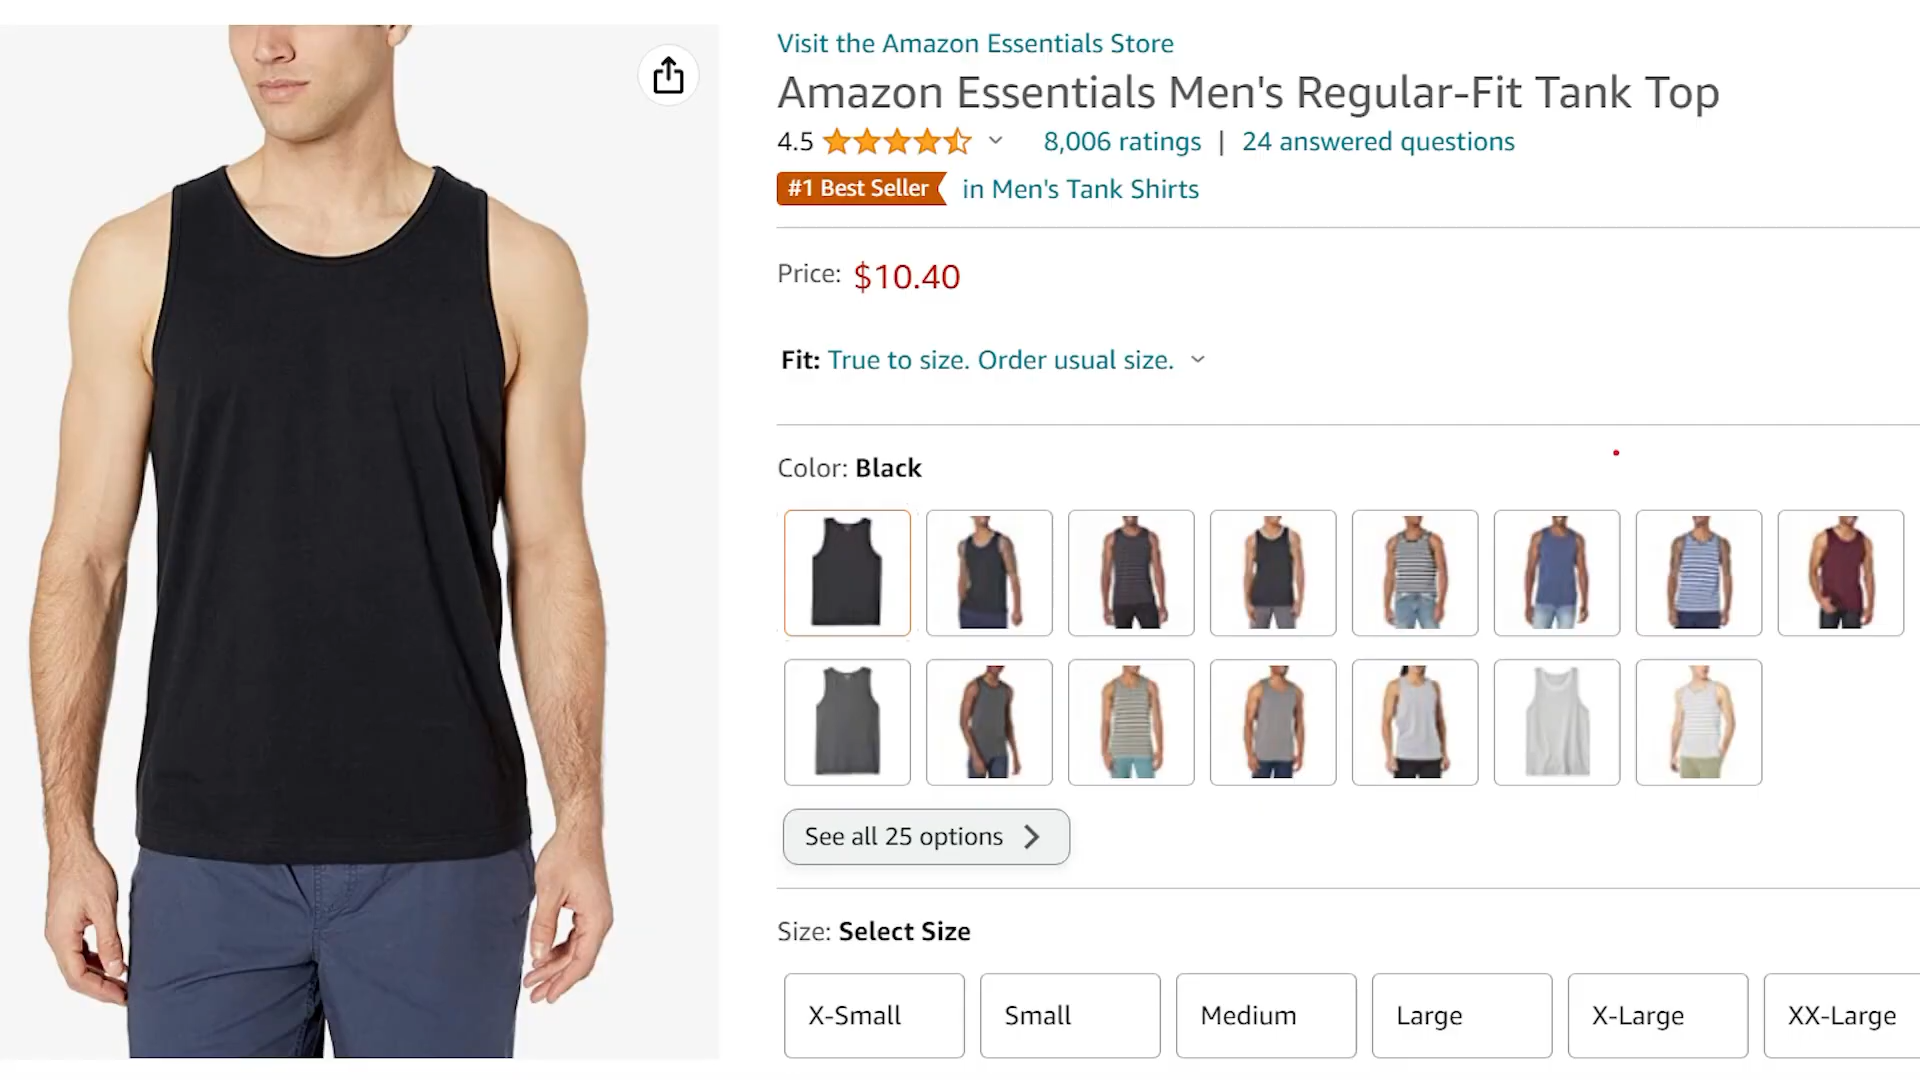 Visit the Amazon Essentials Store
Amazon Essentials Men's Regular-Fit Tank Top
4.5 8,006 ratings | 24 answered questions
#1 Best Seller in Men's Tank Shirts
Price: $10.40
Fit: True to size. Order usual size.
Color: Black
See all 25 options
Size: Select Size
X-Small Small Medium Large X-Large XX-Large